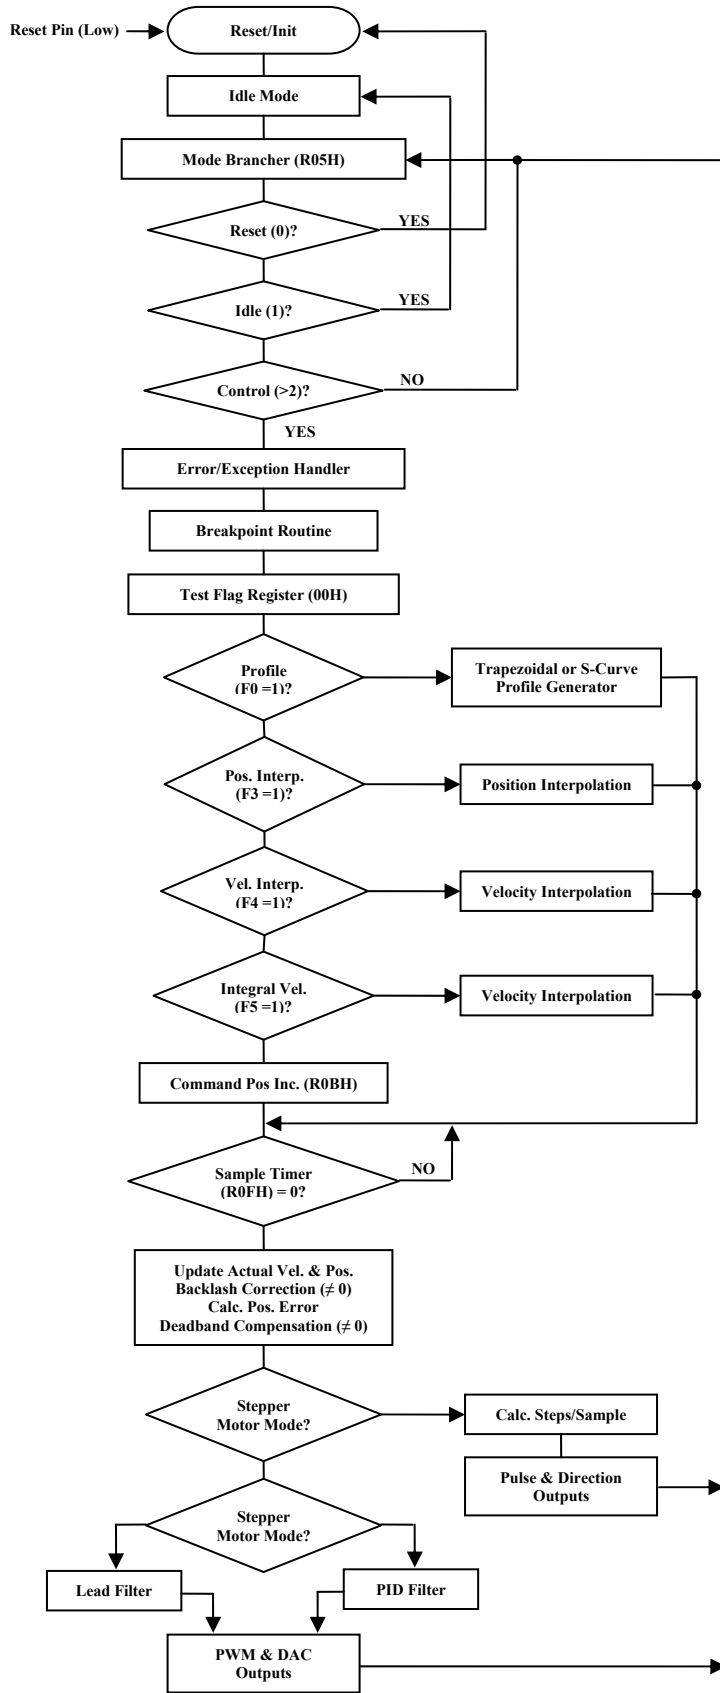 Reset Pin (Low)
Reset/Init
Idle Mode
Mode Brancher (R05H)
Reset (0)?
YES
Idle (1)?
YES
Control (>2)?
NO
YES
Error/Exception Handler
Breakpoint Routine
Test Flag Register (00H)
Profile
(F0 =1)?
Trapezoidal or S-Curve
Profile Generator
Pos. Interp.
(F3 =1)?
Position Interpolation
Vel. Interp.
(F4 =1)?
Velocity Interpolation
Integral Vel.
(F5 =1)?
Velocity Interpolation
Command Pos Inc. (R0BH)
Sample Timer
(R0FH) = 0?
NO
Update Actual Vel. & Pos.
Backlash Correction (≠ 0)
Calc. Pos. Error
Deadband Compensation (≠ 0)
Stepper
Motor Mode?
Calc. Steps/Sample
Pulse & Direction
Outputs
Stepper
Motor Mode?
Lead Filter
PID Filter
PWM & DAC
Outputs